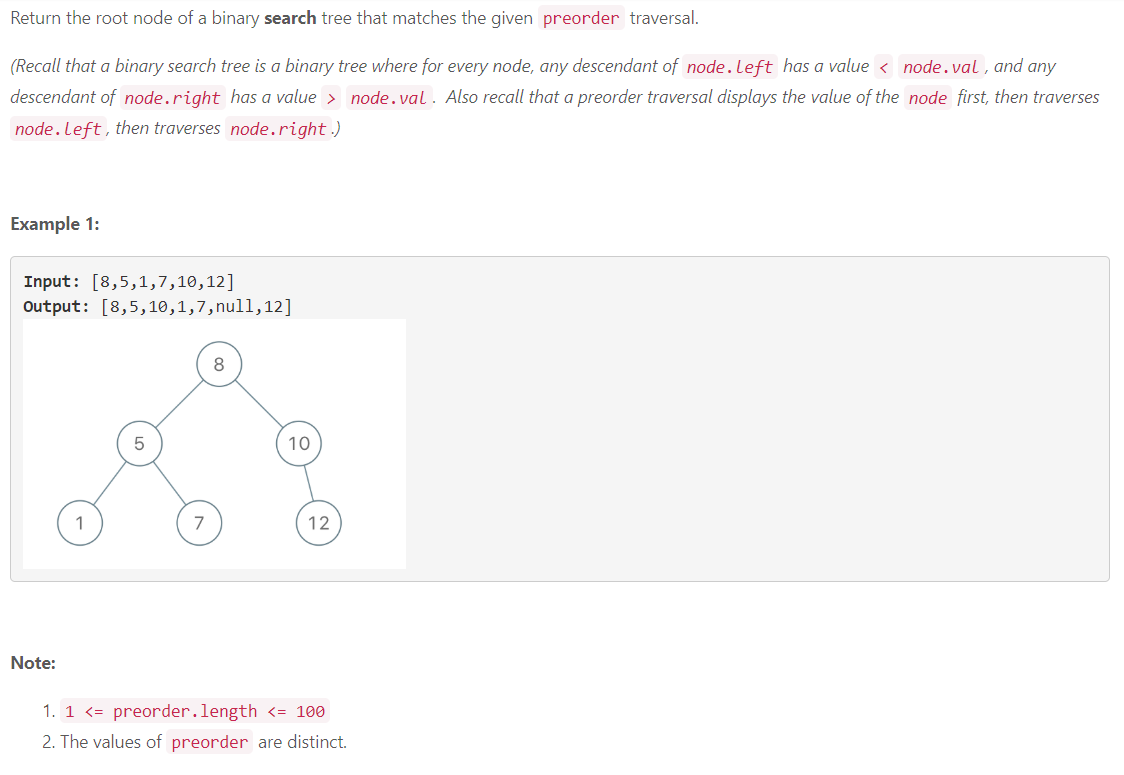 Return the root node of a binary search tree that matches the given preorder traversal.
(Recall that a binary search tree is a binary tree where for every node, any descendant of node.left has a value < node.val, and any
descendant of node.right has a value > node.val. Also recall that a preorder traversal displays the value of the node first, then traverses
node.left, then traverses node.right.)
Example 1:
Input: [8,5,1,7,10,12]
Output: [8,5,10,1,7,null,12]
8
5 10
1 7 12
Note:
1. 1 <= preorder.length <= 100
2. The values of preorder are distinct.